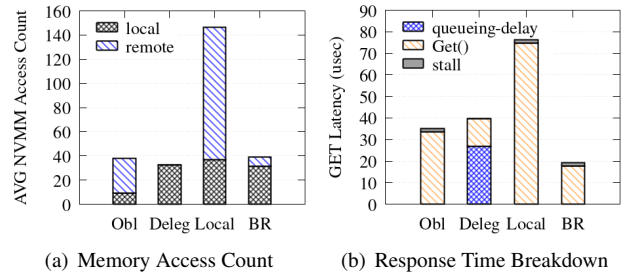 AVG NVMM Access Count
160
140
120
100
80
60
40
20
0
local
remote
Obl Deleg Local BR
(a) Memory Access Count
GET Latency (usec)
90
80
70
60
50
40
30
20
10
0
queueing-delay
Get()
stall
Obl Deleg Local BR
(b) Response Time Breakdown